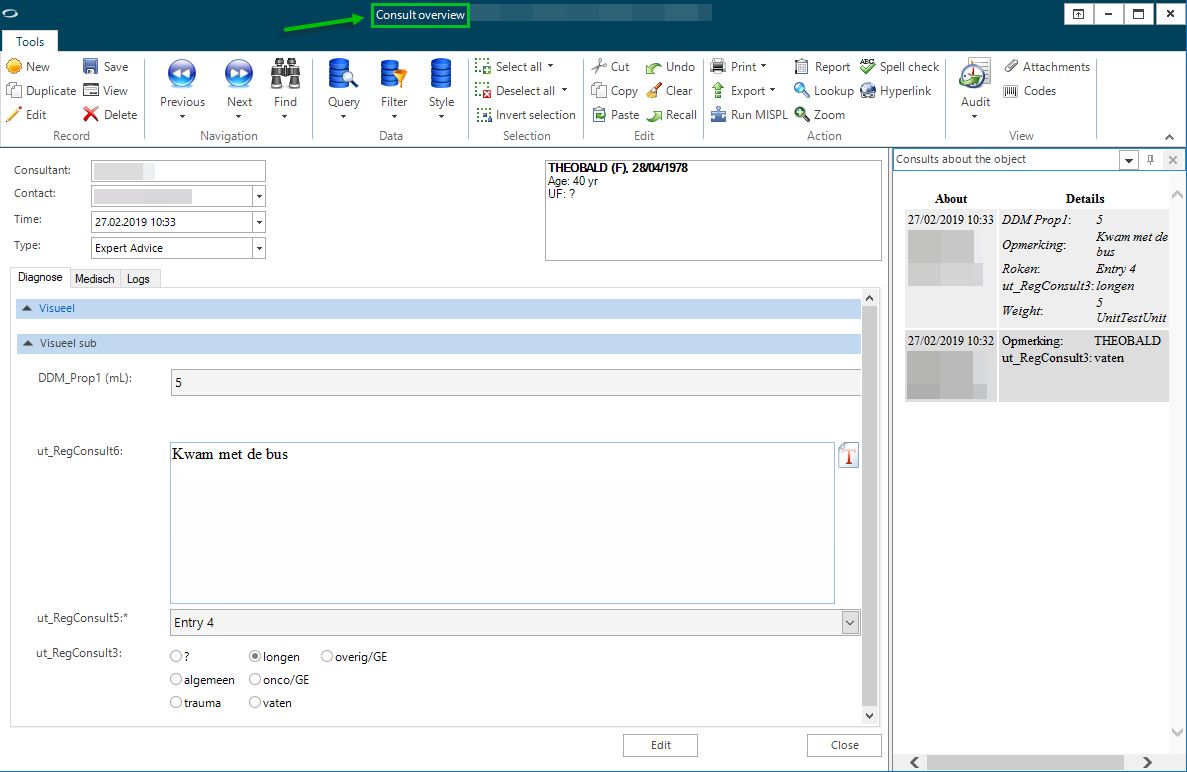 Consult overview
Tools
New Save Previous Next Find Query Filter Style Select all Cut Undo Print Report Spell check Audit Attachments
Duplicate View Deselect all Copy Clear Export Lookup Hyperlink Codes
Edit Delete Invert selection Paste Recall Run MISPL Zoom
Record Navigation Data Selection Edit Action View
Consultant:
Contact:
Time: 27.02.2019 10:33
Type: Expert Advice
THEOBALD (F), 28/04/1978
Age: 40 yr
UF: ?
Diagnose Medisch Logs
Visueel
Visueel sub
DDM_Prop1 (mL): 5
ut_RegConsult6: Kwam met de bus
T
ut_RegConsult5:* Entry 4
ut_RegConsult3: ? longen overig/GE
algemeen onco/GE
trauma vaten
Edit Close
Consults about the object
About Details
27/02/2019 10:33 DDM Prop1: 5
Opmerking: Kwam met de
bus
Roken: Entry 4
ut_RegConsult3: longen
Weight: 5
UnitTestUnit
27/02/2019 10:32 Opmerking: THEOBALD
ut_RegConsult3: vaten